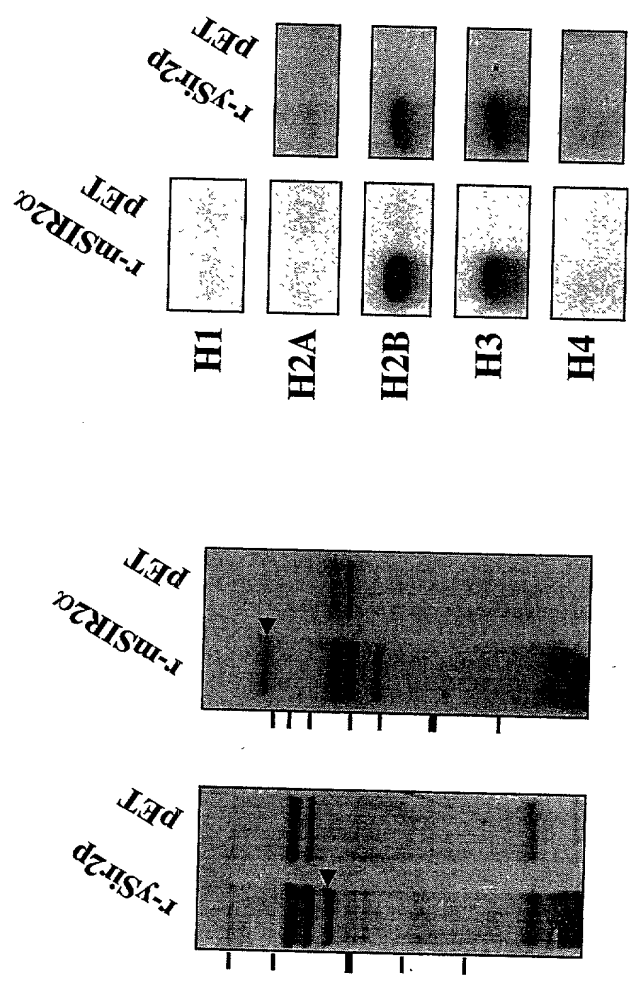 r-ySir2p
pET
r-mSIR2α
pET
H1
H2A
H2B
H3
H4
r-mSIR2α
pET
r-ySir2p
pET